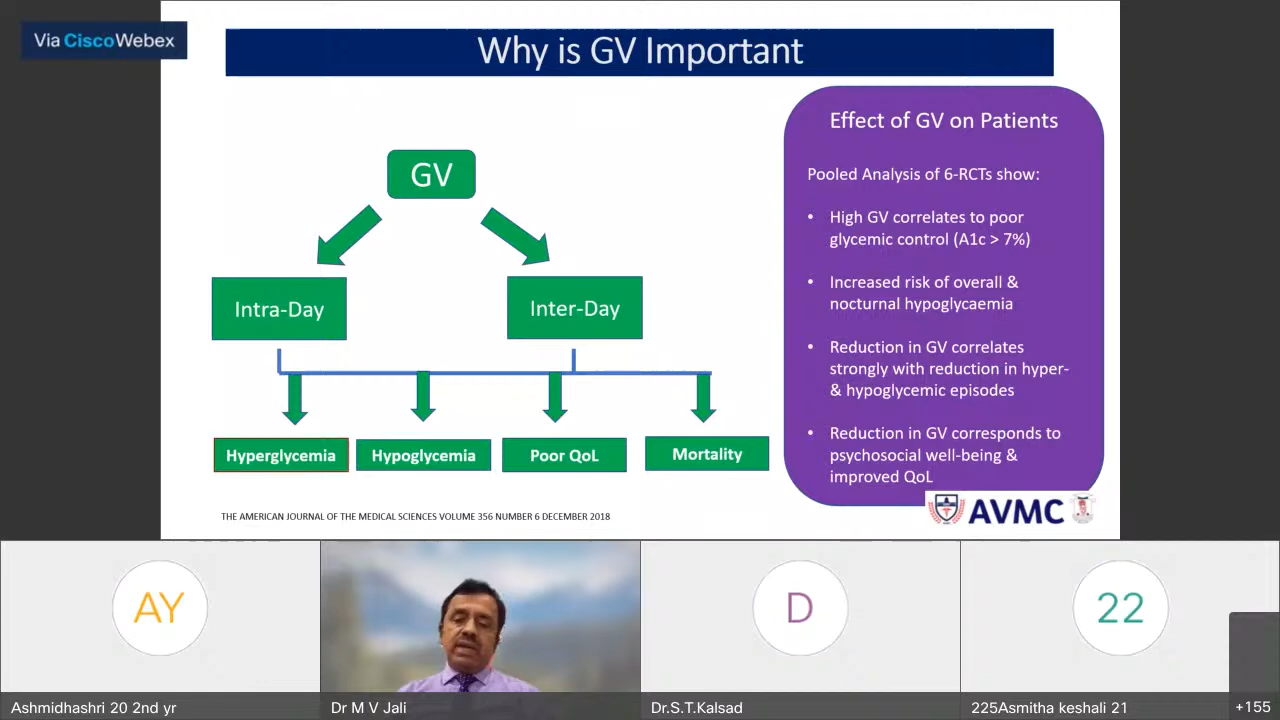 Via Cisco Webex
Why is GV Important
GV
Intra-Day
Inter-Day
Hyperglycemia
Hypoglycemia
Poor QoL
Mortality
THE AMERICAN JOURNAL OF THE MEDICAL SCIENCES VOLUME 356 NUMBER 6 DECEMBER 2018
Effect of GV on Patients
Pooled Analysis of 6-RCTs show:
• High GV correlates to poor
glycemic control (A1c > 7%)
• Increased risk of overall &
nocturnal hypoglycaemia
• Reduction in GV correlates
strongly with reduction in hyper-
& hypoglycemic episodes
• Reduction in GV corresponds to
psychosocial well-being &
improved QoL
AVMC
AY
D
22
Ashmidhashri 20 2nd yr
Dr M V Jali
Dr.S.T.Kalsad
225Asmitha keshali 21
+155